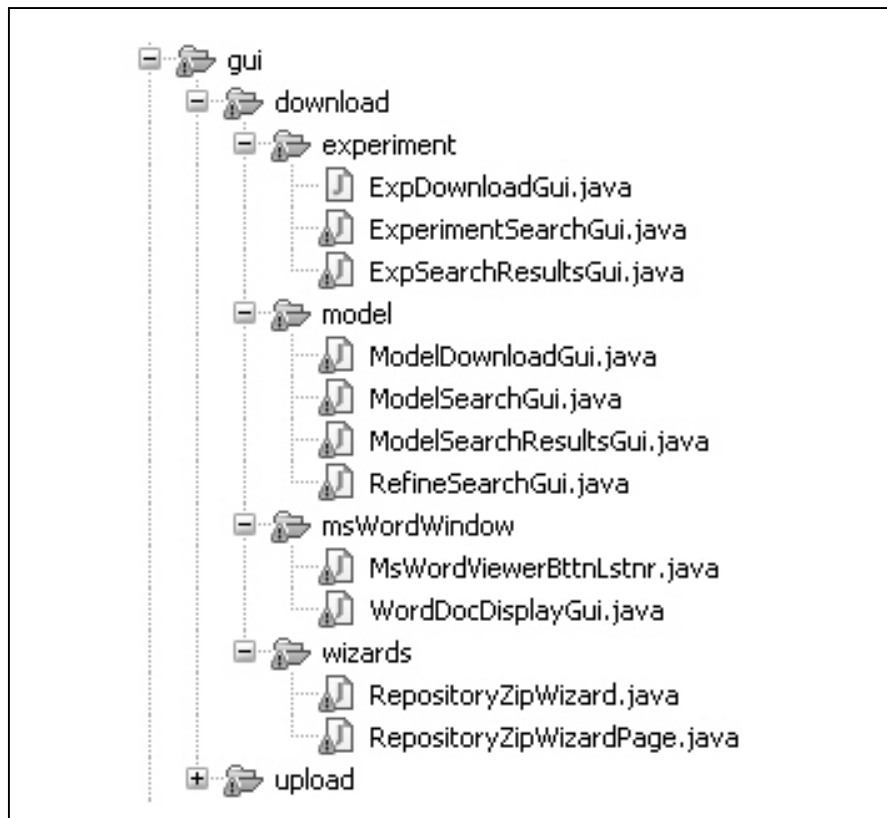 gui
download
experiment
ExpDownloadGui.java
ExperimentSearchGui.java
ExpSearchResultsGui.java
model
ModelDownloadGui.java
ModelSearchGui.java
ModelSearchResultsGui.java
RefineSearchGui.java
msWordWindow
MsWordViewerBttnLstnr.java
WordDocDisplayGui.java
wizards
RepositoryZipWizard.java
RepositoryZipWizardPage.java
upload